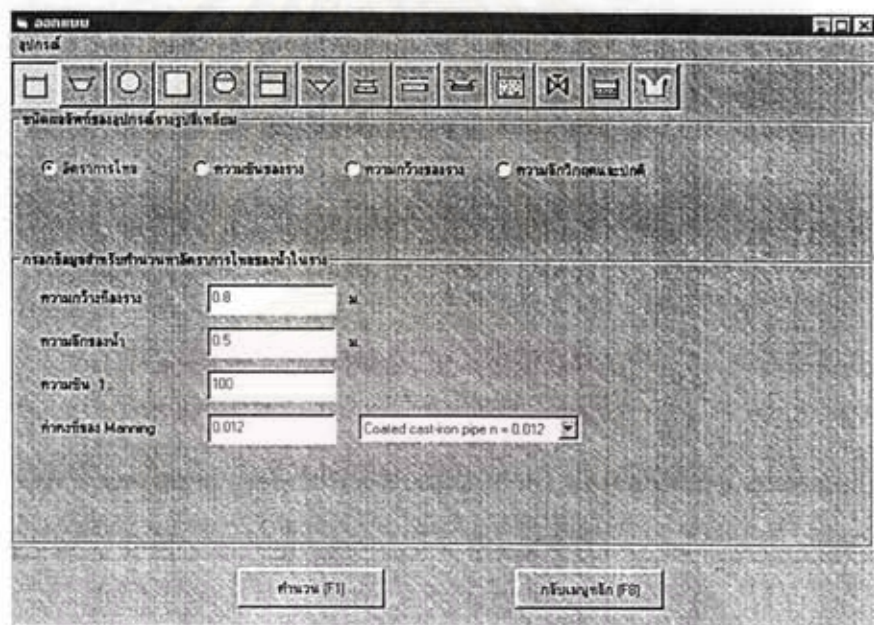 ออกแบบ
อุปกรณ์
ชนิดผลลัพท์ของอุปกรณ์รางรูปสี่เหลี่ยม
อัตราการไหล ความชันของราง ความกว้างของราง ความลึกวิกฤตและปกติ
กรอกข้อมูลสำหรับคำนวนหาอัตราการไหลของน้ำในราง
ความกว้างท้องราง 0.8 ม.
ความลึกของน้ำ 0.5 ม.
ความชัน 1: 100
ค่าคงที่ของ Manning 0.012 Coated cast-iron pipe n = 0.012
คำนวน (F1) กลับเมนูหลัก (F8)